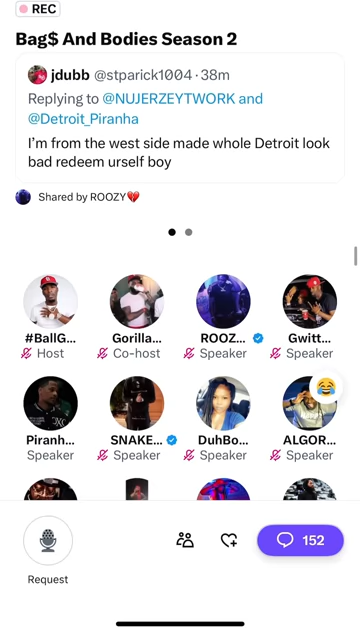 REC
Bag$ And Bodies Season 2
jdubb @stparick1004 · 38m
Replying to @NUJERZEYTWORK and
@Detroit_Piranha
I'm from the west side made whole Detroit look
bad redeem urself boy
Shared by ROOZY💔
#BallG... Gorilla... ROOZ... Gwitt...
Host Co-host Speaker Speaker
Piranh... SNAKE... DuhBo... ALGOR...
Speaker Speaker Speaker Speaker
152
Request